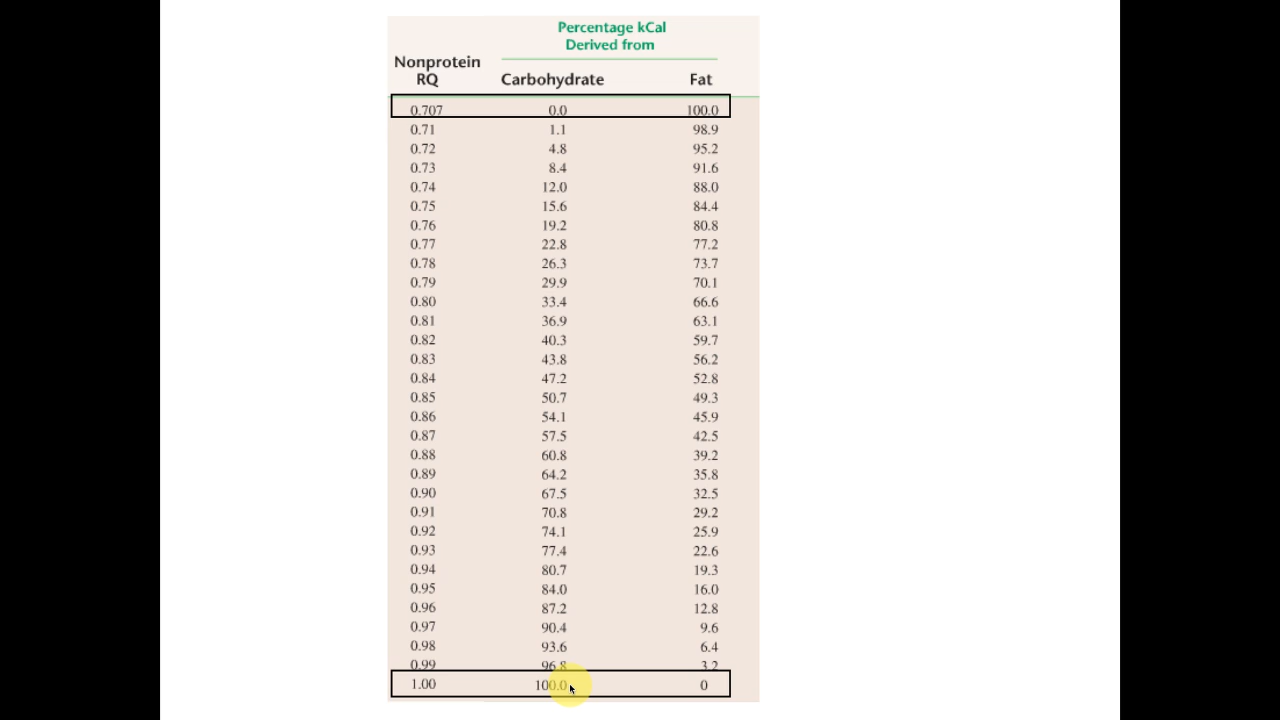 Percentage kCal
Derived from
Nonprotein
RQ Carbohydrate Fat
0.707 0.0 100.0
0.71 1.1 98.9
0.72 4.8 95.2
0.73 8.4 91.6
0.74 12.0 88.0
0.75 15.6 84.4
0.76 19.2 80.8
0.77 22.8 77.2
0.78 26.3 73.7
0.79 29.9 70.1
0.80 33.4 66.6
0.81 36.9 63.1
0.82 40.3 59.7
0.83 43.8 56.2
0.84 47.2 52.8
0.85 50.7 49.3
0.86 54.1 45.9
0.87 57.5 42.5
0.88 60.8 39.2
0.89 64.2 35.8
0.90 67.5 32.5
0.91 70.8 29.2
0.92 74.1 25.9
0.93 77.4 22.6
0.94 80.7 19.3
0.95 84.0 16.0
0.96 87.2 12.8
0.97 90.4 9.6
0.98 93.6 6.4
0.99 96.8 3.2
1.00 100.0 0